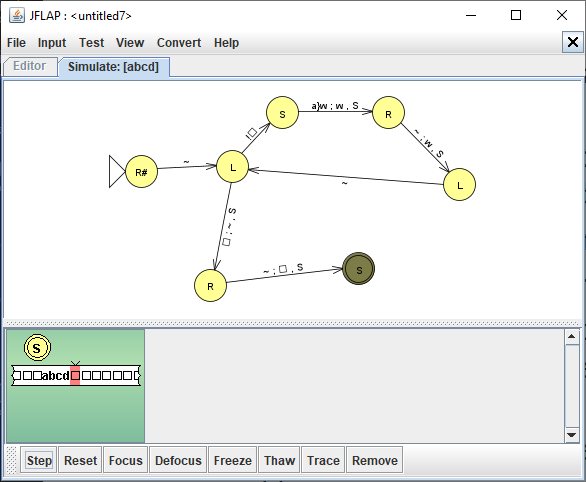 JFLAP : <untitled7>
File Input Test View Convert Help
Editor Simulate: [abcd]
S a}w ; w , S R
!□ ~ ; w , S
R# ~ L ~ L
□ ; ~ , S
R ~ ; □ , S S
S
□□□abcd□□□□□□□
Step Reset Focus Defocus Freeze Thaw Trace Remove